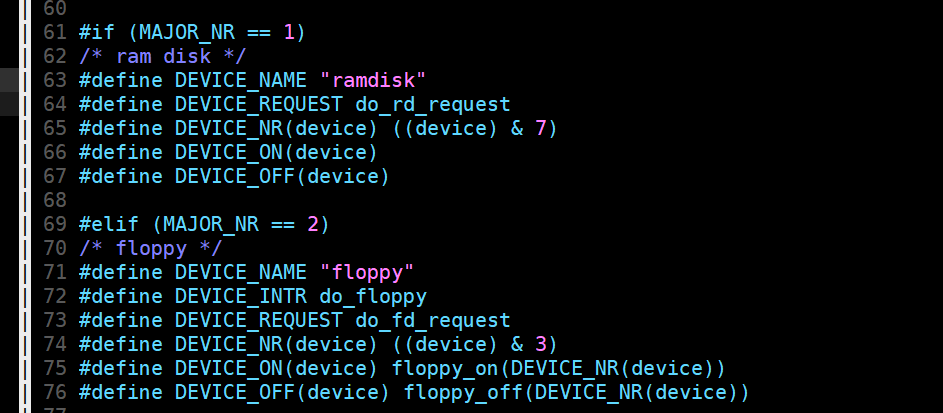 60
61 #if (MAJOR_NR == 1)
62 /* ram disk */
63 #define DEVICE_NAME "ramdisk"
64 #define DEVICE_REQUEST do_rd_request
65 #define DEVICE_NR(device) ((device) & 7)
66 #define DEVICE_ON(device)
67 #define DEVICE_OFF(device)
68
69 #elif (MAJOR_NR == 2)
70 /* floppy */
71 #define DEVICE_NAME "floppy"
72 #define DEVICE_INTR do_floppy
73 #define DEVICE_REQUEST do_fd_request
74 #define DEVICE_NR(device) ((device) & 3)
75 #define DEVICE_ON(device) floppy_on(DEVICE_NR(device))
76 #define DEVICE_OFF(device) floppy_off(DEVICE_NR(device))
77